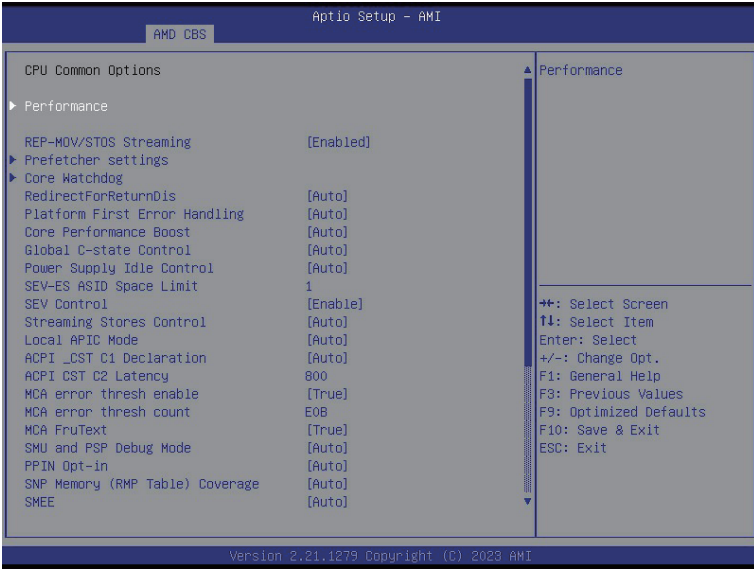 Aptio Setup – AMI
AMD CBS
CPU Common Options
Performance
REP-MOV/STOS Streaming [Enabled]
Prefetcher settings
Core Watchdog
RedirectForReturnDis [Auto]
Platform First Error Handling [Auto]
Core Performance Boost [Auto]
Global C-state Control [Auto]
Power Supply Idle Control [Auto]
SEV-ES ASID Space Limit 1
SEV Control [Enable]
Streaming Stores Control [Auto]
Local APIC Mode [Auto]
ACPI _CST C1 Declaration [Auto]
ACPI CST C2 Latency 800
MCA error thresh enable [True]
MCA error thresh count E0B
MCA FruText [True]
SMU and PSP Debug Mode [Auto]
PPIN Opt-in [Auto]
SNP Memory (RMP Table) Coverage [Auto]
SMEE [Auto]
Performance
→←: Select Screen
↑↓: Select Item
Enter: Select
+/-: Change Opt.
F1: General Help
F3: Previous Values
F9: Optimized Defaults
F10: Save & Exit
ESC: Exit
Version 2.21.1279 Copyright (C) 2023 AMI